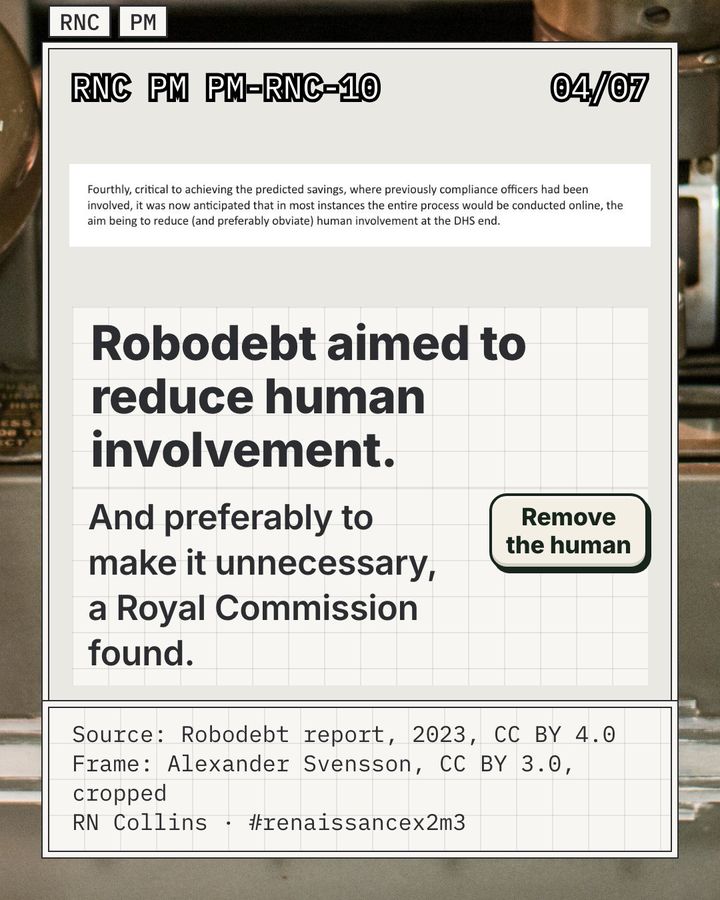 RNC PM
RNC PM PM-RNC-10 04/07
Fourthly, critical to achieving the predicted savings, where previously compliance officers had been
involved, it was now anticipated that in most instances the entire process would be conducted online, the
aim being to reduce (and preferably obviate) human involvement at the DHS end.
Robodebt aimed to
reduce human
involvement.
And preferably to
make it unnecessary,
a Royal Commission
found.
Remove
the human
Source: Robodebt report, 2023, CC BY 4.0
Frame: Alexander Svensson, CC BY 3.0,
cropped
RN Collins · #renaissancex2m3